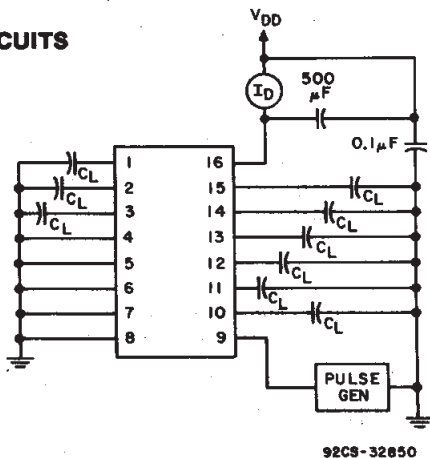 CUITS
VDD
ID
500
µF
0.1µF
1
CL
2
CL
3
CL
4
5
6
7
8
16
15
CL
14
CL
13
CL
12
CL
11
CL
10
CL
9
PULSE
GEN
92CS-32850